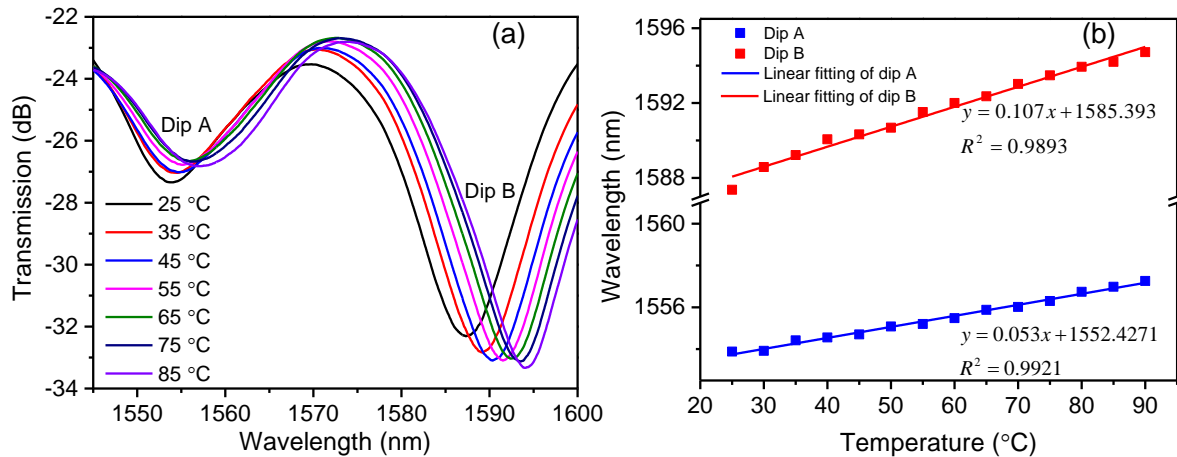 (a)
-22
-24
-26
-28
-30
-32
-34
Transmission (dB)
Dip A
Dip B
25 °C
35 °C
45 °C
55 °C
65 °C
75 °C
85 °C
1550 1560 1570 1580 1590 1600
Wavelength (nm)
(b)
1596
1592
1588
1560
1556
Wavelength (nm)
Dip A
Dip B
Linear fitting of dip A
Linear fitting of dip B
y = 0.107x+1585.393
R² = 0.9893
y = 0.053x+1552.4271
R² = 0.9921
20 30 40 50 60 70 80 90 100
Temperature (°C)